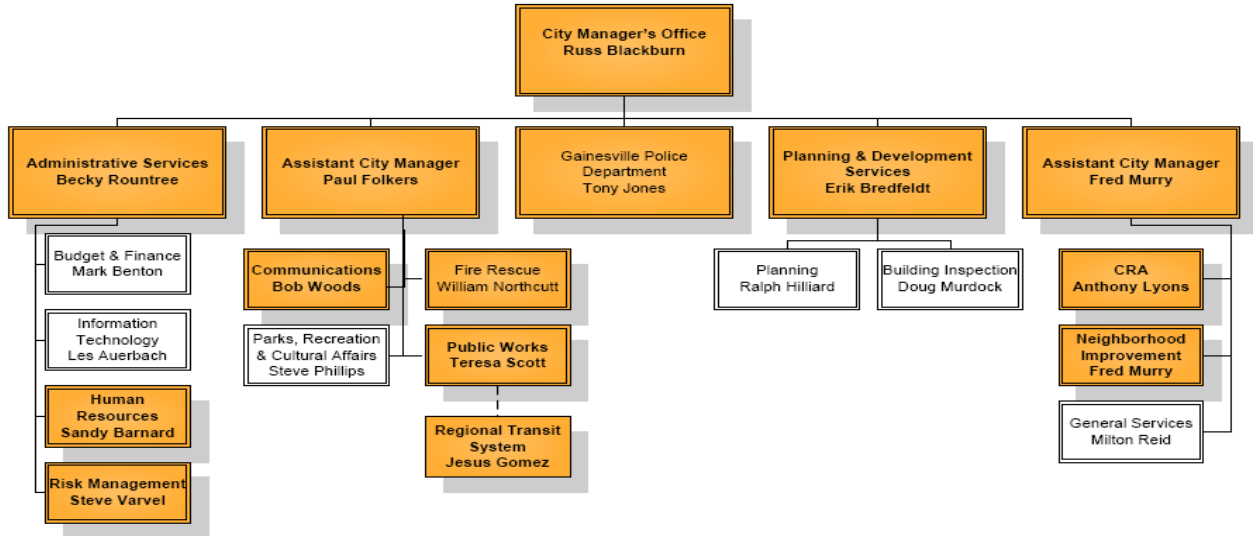 City Manager's Office
Russ Blackburn
Administrative Services
Becky Rountree
Assistant City Manager
Paul Folkers
Gainesville Police
Department
Tony Jones
Planning & Development
Services
Erik Bredfeldt
Assistant City Manager
Fred Murry
Budget & Finance
Mark Benton
Information
Technology
Les Auerbach
Human
Resources
Sandy Barnard
Risk Management
Steve Varvel
Communications
Bob Woods
Fire Rescue
William Northcutt
Parks, Recreation
& Cultural Affairs
Steve Phillips
Public Works
Teresa Scott
Regional Transit
System
Jesus Gomez
Planning
Ralph Hilliard
Building Inspection
Doug Murdock
CRA
Anthony Lyons
Neighborhood
Improvement
Fred Murry
General Services
Milton Reid